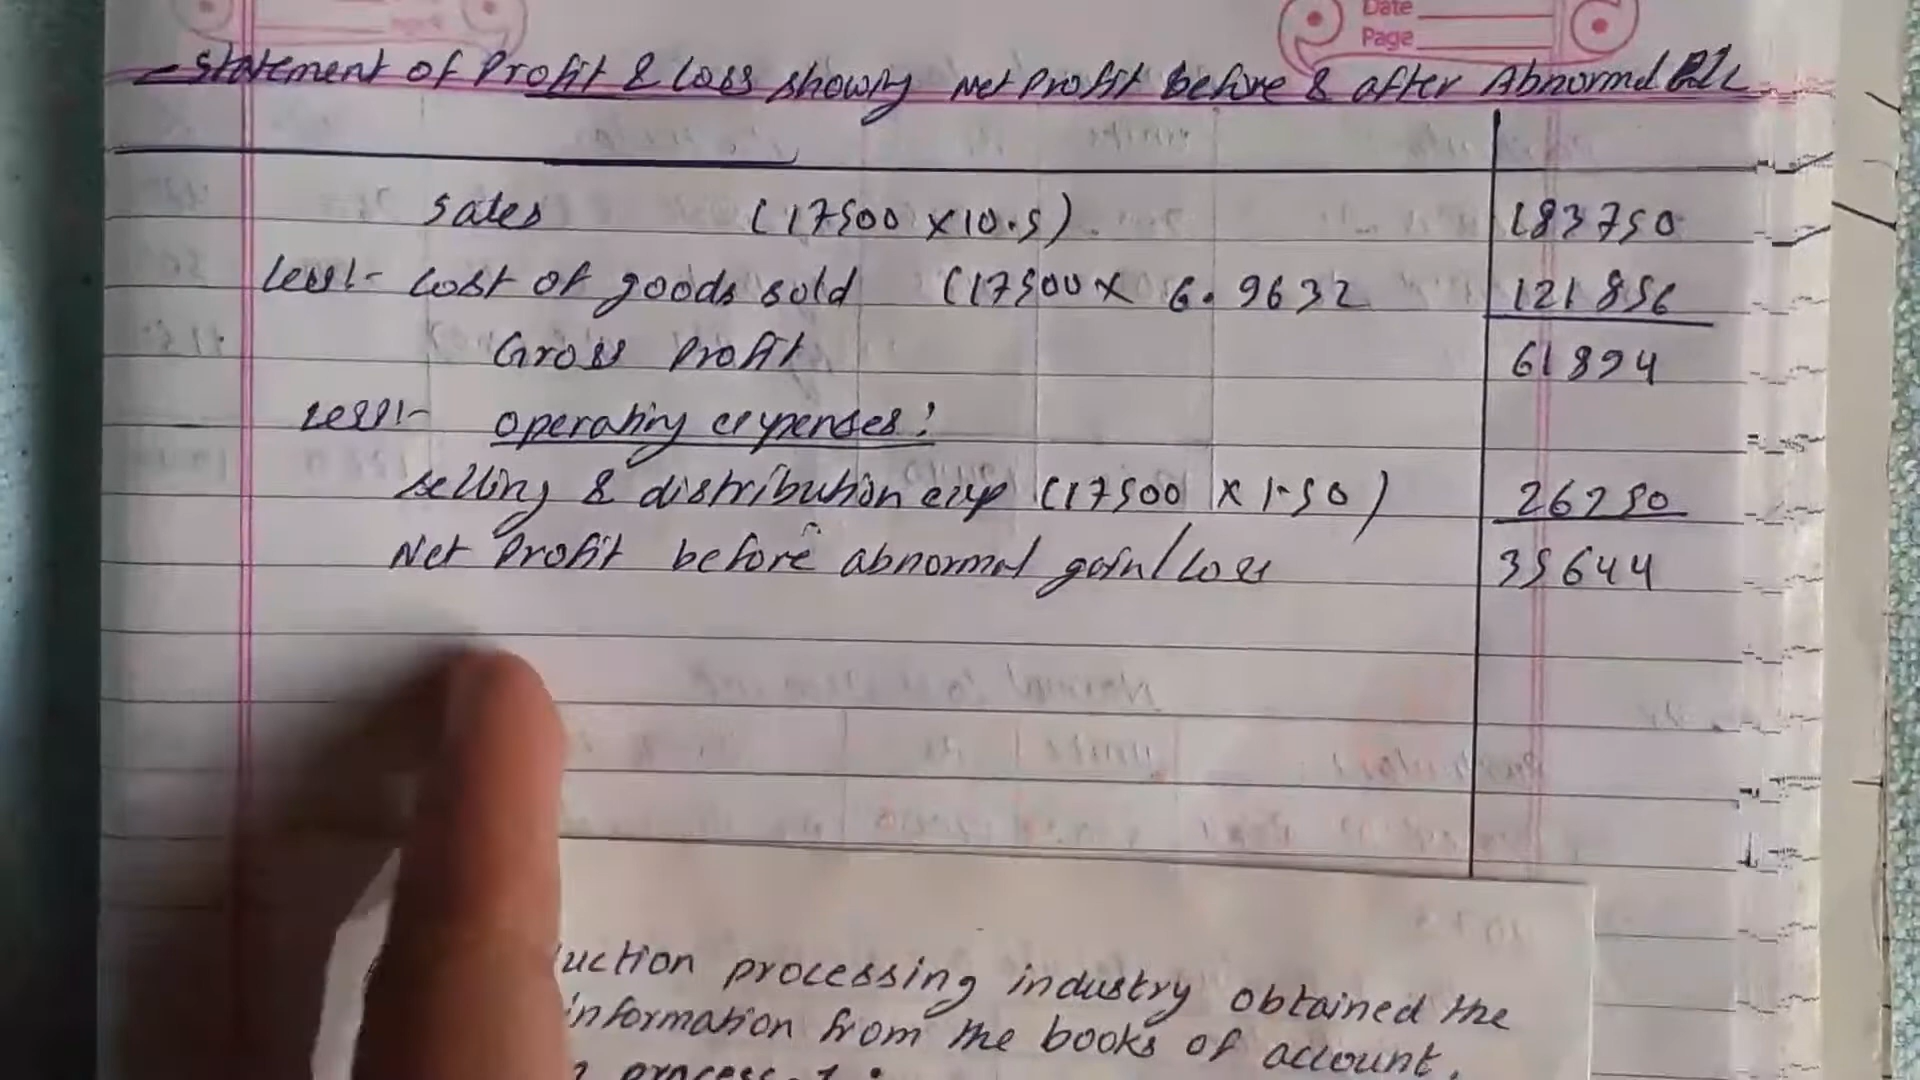 Date
Page
Statement of Profit & Loss showing Net Profit before & after Abnormal P/L
Sales (17500 x 10.5) 183750
Less:- Cost of goods sold (17500 x 6.9632 121856
Gross Profit 61894
Less:- operating expenses:
selling & distribution exp (17500 x 1.50) 26250
Net Profit before abnormal gain/Loss 35644
uction processing industry obtained the
information from the books of account.
process-1: